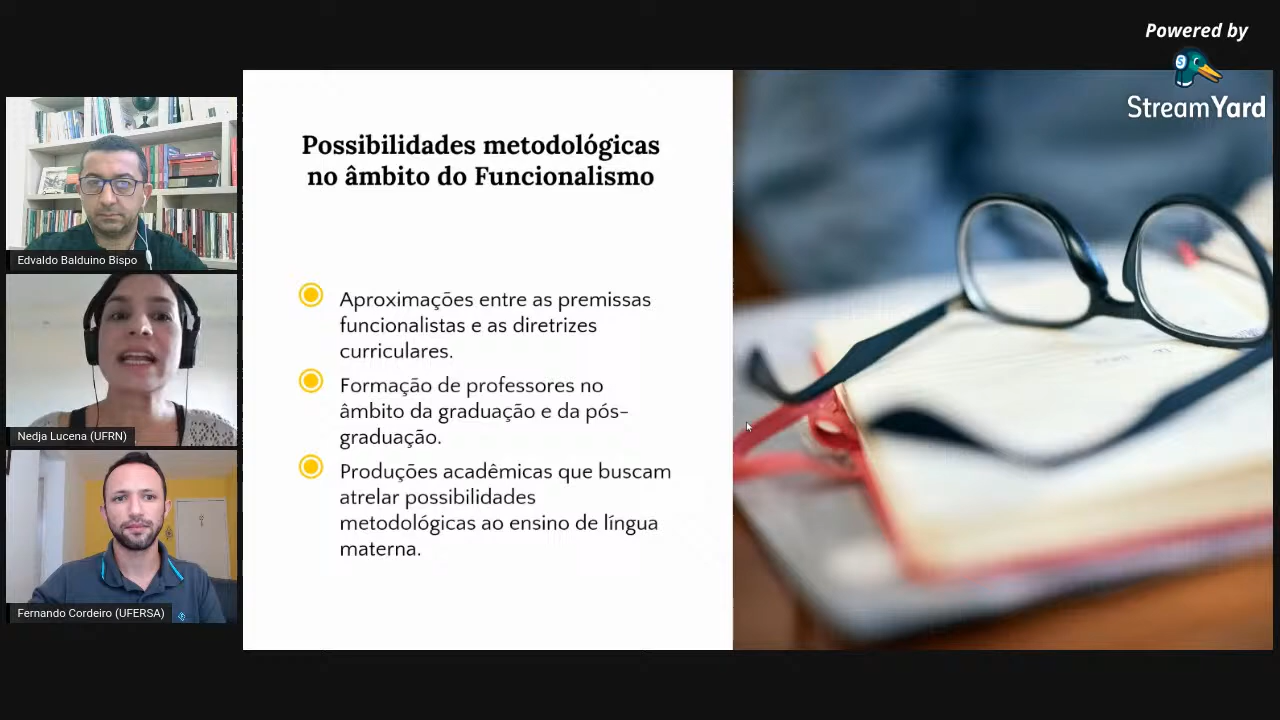 Powered by
StreamYard
Possibilidades metodológicas
no âmbito do Funcionalismo
Aproximações entre as premissas
funcionalistas e as diretrizes
curriculares.
Formação de professores no
âmbito da graduação e da pós-
graduação.
Produções acadêmicas que buscam
atrelar possibilidades
metodológicas ao ensino de língua
materna.
Edvaldo Balduino Bispo
Nedja Lucena (UFRN)
Fernando Cordeiro (UFERSA)